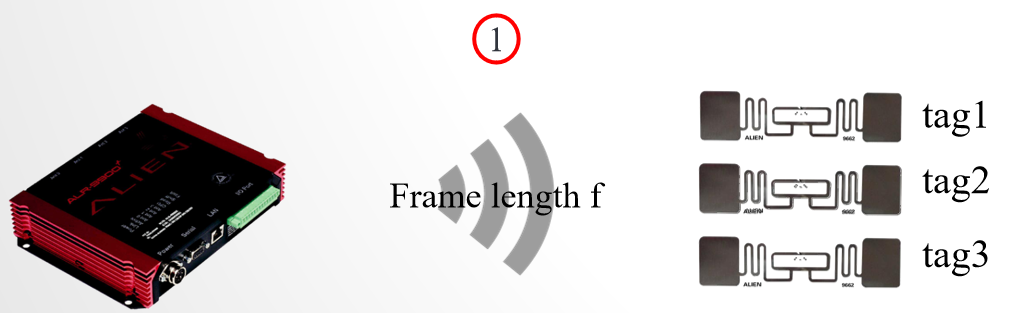 1
Frame length f
ALR-9900+
ALIEN
I/O Port
LAN
Serial
Power
tag1
ALIEN
9662
tag2
ALIEN
9662
tag3
ALIEN
9662